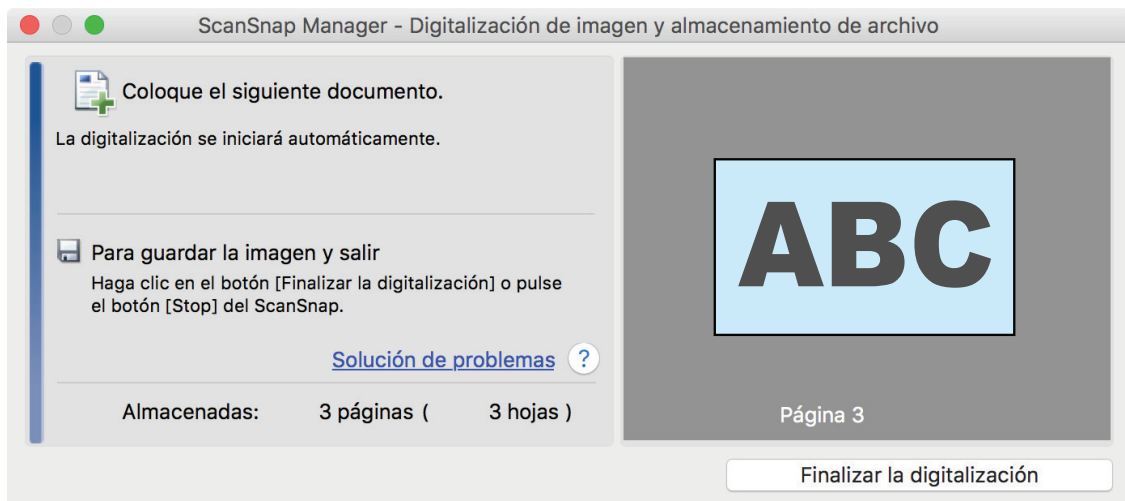 ScanSnap Manager - Digitalización de imagen y almacenamiento de archivo
Coloque el siguiente documento.
La digitalización se iniciará automáticamente.
Para guardar la imagen y salir
Haga clic en el botón [Finalizar la digitalización] o pulse
el botón [Stop] del ScanSnap.
Solución de problemas ?
Almacenadas: 3 páginas ( 3 hojas )
ABC
Página 3
Finalizar la digitalización